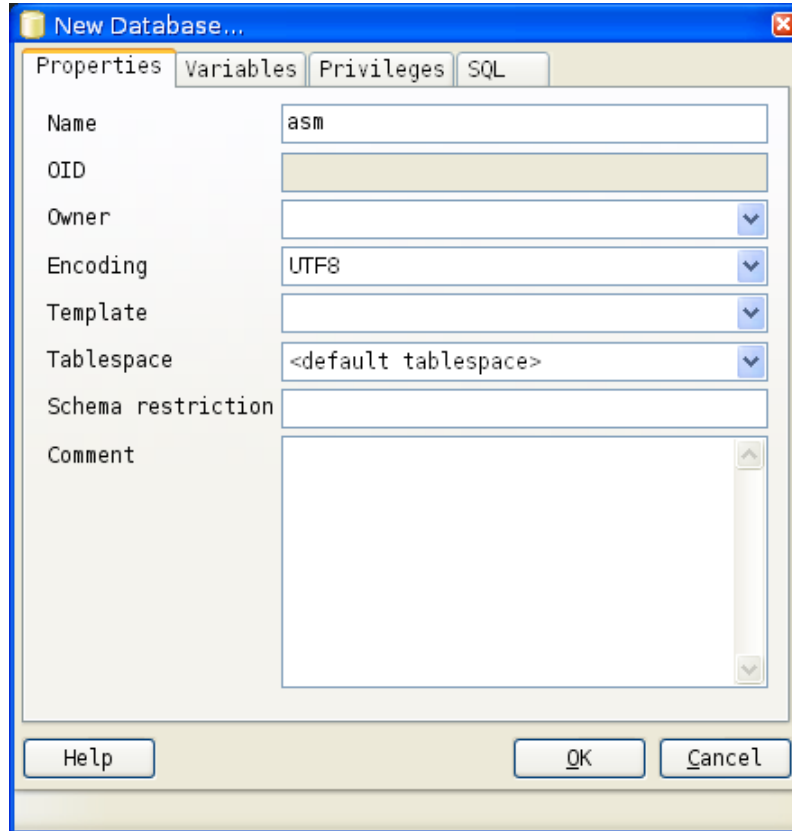 New Database...
Properties Variables Privileges SQL
Name asm
OID
Owner
Encoding UTF8
Template
Tablespace <default tablespace>
Schema restriction
Comment
Help OK Cancel